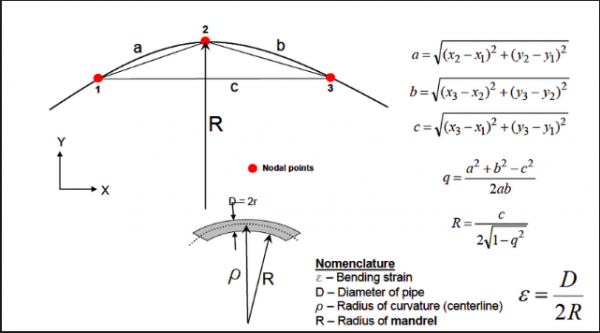 2
a
b
1
C
3
R
Y
X
Nodal points
D = 2r
ρ
R
a = √(x₂ − x₁)² + (y₂ − y₁)²
b = √(x₃ − x₂)² + (y₃ − y₂)²
c = √(x₃ − x₁)² + (y₃ − y₁)²
q = a² + b² − c² / 2ab
R = c / 2√1 − q²
Nomenclature
ε – Bending strain
D – Diameter of pipe
ρ – Radius of curvature (centerline)
R – Radius of mandrel
ε = D / 2R